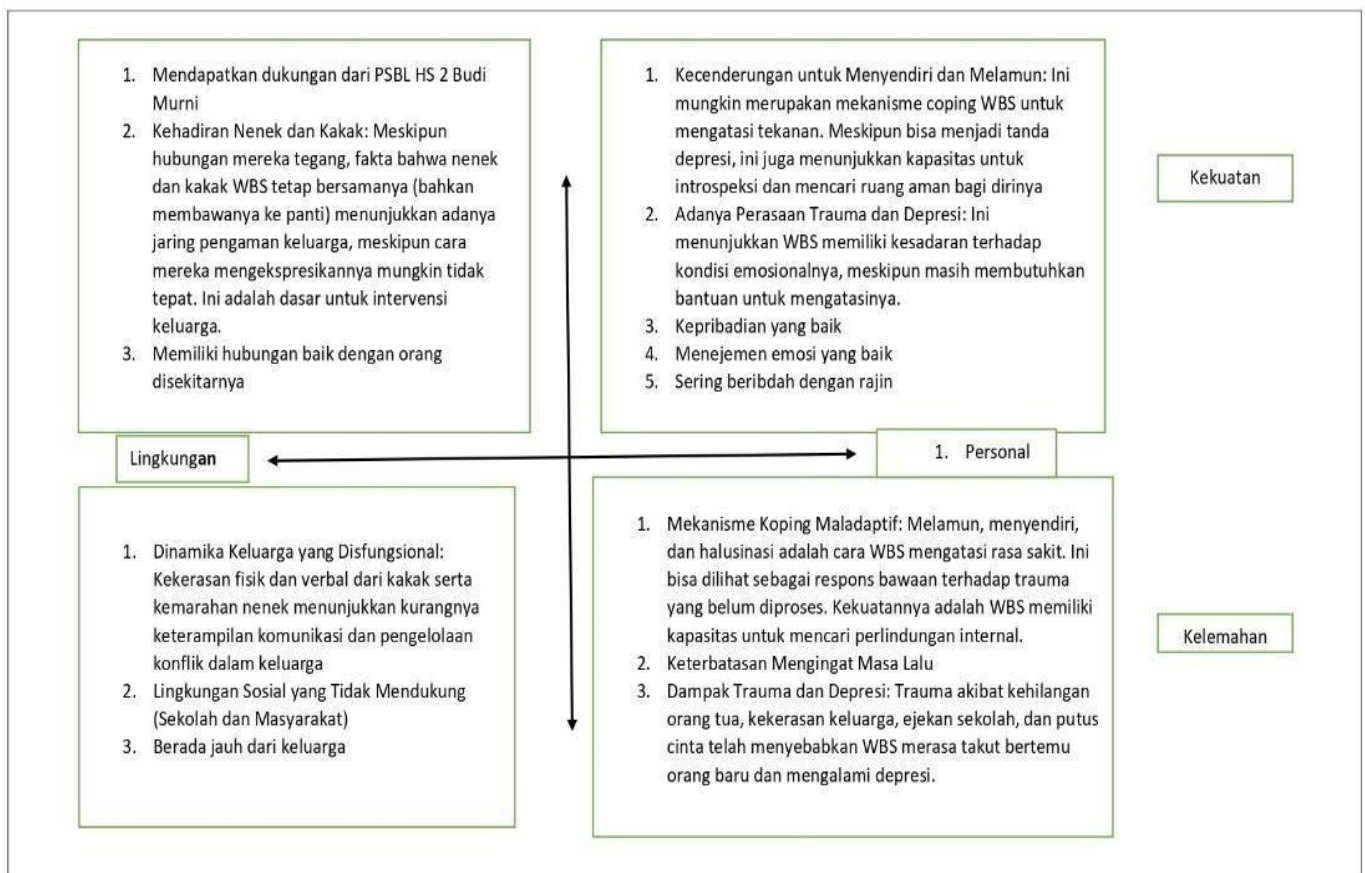 1. Mendapatkan dukungan dari PSBL HS 2 Budi
Murni
2. Kehadiran Nenek dan Kakak: Meskipun
hubungan mereka tegang, fakta bahwa nenek
dan kakak WBS tetap bersamanya (bahkan
membawanya ke panti) menunjukkan adanya
jaring pengaman keluarga, meskipun cara
mereka mengekspresikannya mungkin tidak
tepat. Ini adalah dasar untuk intervensi
keluarga.
3. Memiliki hubungan baik dengan orang
disekitarnya
1. Kecenderungan untuk Menyendiri dan Melamun: Ini
mungkin merupakan mekanisme coping WBS untuk
mengatasi tekanan. Meskipun bisa menjadi tanda
depresi, ini juga menunjukkan kapasitas untuk
introspeksi dan mencari ruang aman bagi dirinya
2. Adanya Perasaan Trauma dan Depresi: Ini
menunjukkan WBS memiliki kesadaran terhadap
kondisi emosionalnya, meskipun masih membutuhkan
bantuan untuk mengatasinya.
3. Kepribadian yang baik
4. Menejemen emosi yang baik
5. Sering beribdah dengan rajin
Kekuatan
Lingkungan
1. Personal
1. Dinamika Keluarga yang Disfungsional:
Kekerasan fisik dan verbal dari kakak serta
kemarahan nenek menunjukkan kurangnya
keterampilan komunikasi dan pengelolaan
konflik dalam keluarga
2. Lingkungan Sosial yang Tidak Mendukung
(Sekolah dan Masyarakat)
3. Berada jauh dari keluarga
1. Mekanisme Koping Maladaptif: Melamun, menyendiri,
dan halusinasi adalah cara WBS mengatasi rasa sakit. Ini
bisa dilihat sebagai respons bawaan terhadap trauma
yang belum diproses. Kekuatannya adalah WBS memiliki
kapasitas untuk mencari perlindungan internal.
2. Keterbatasan Mengingat Masa Lalu
3. Dampak Trauma dan Depresi: Trauma akibat kehilangan
orang tua, kekerasan keluarga, ejekan sekolah, dan putus
cinta telah menyebabkan WBS merasa takut bertemu
orang baru dan mengalami depresi.
Kelemahan